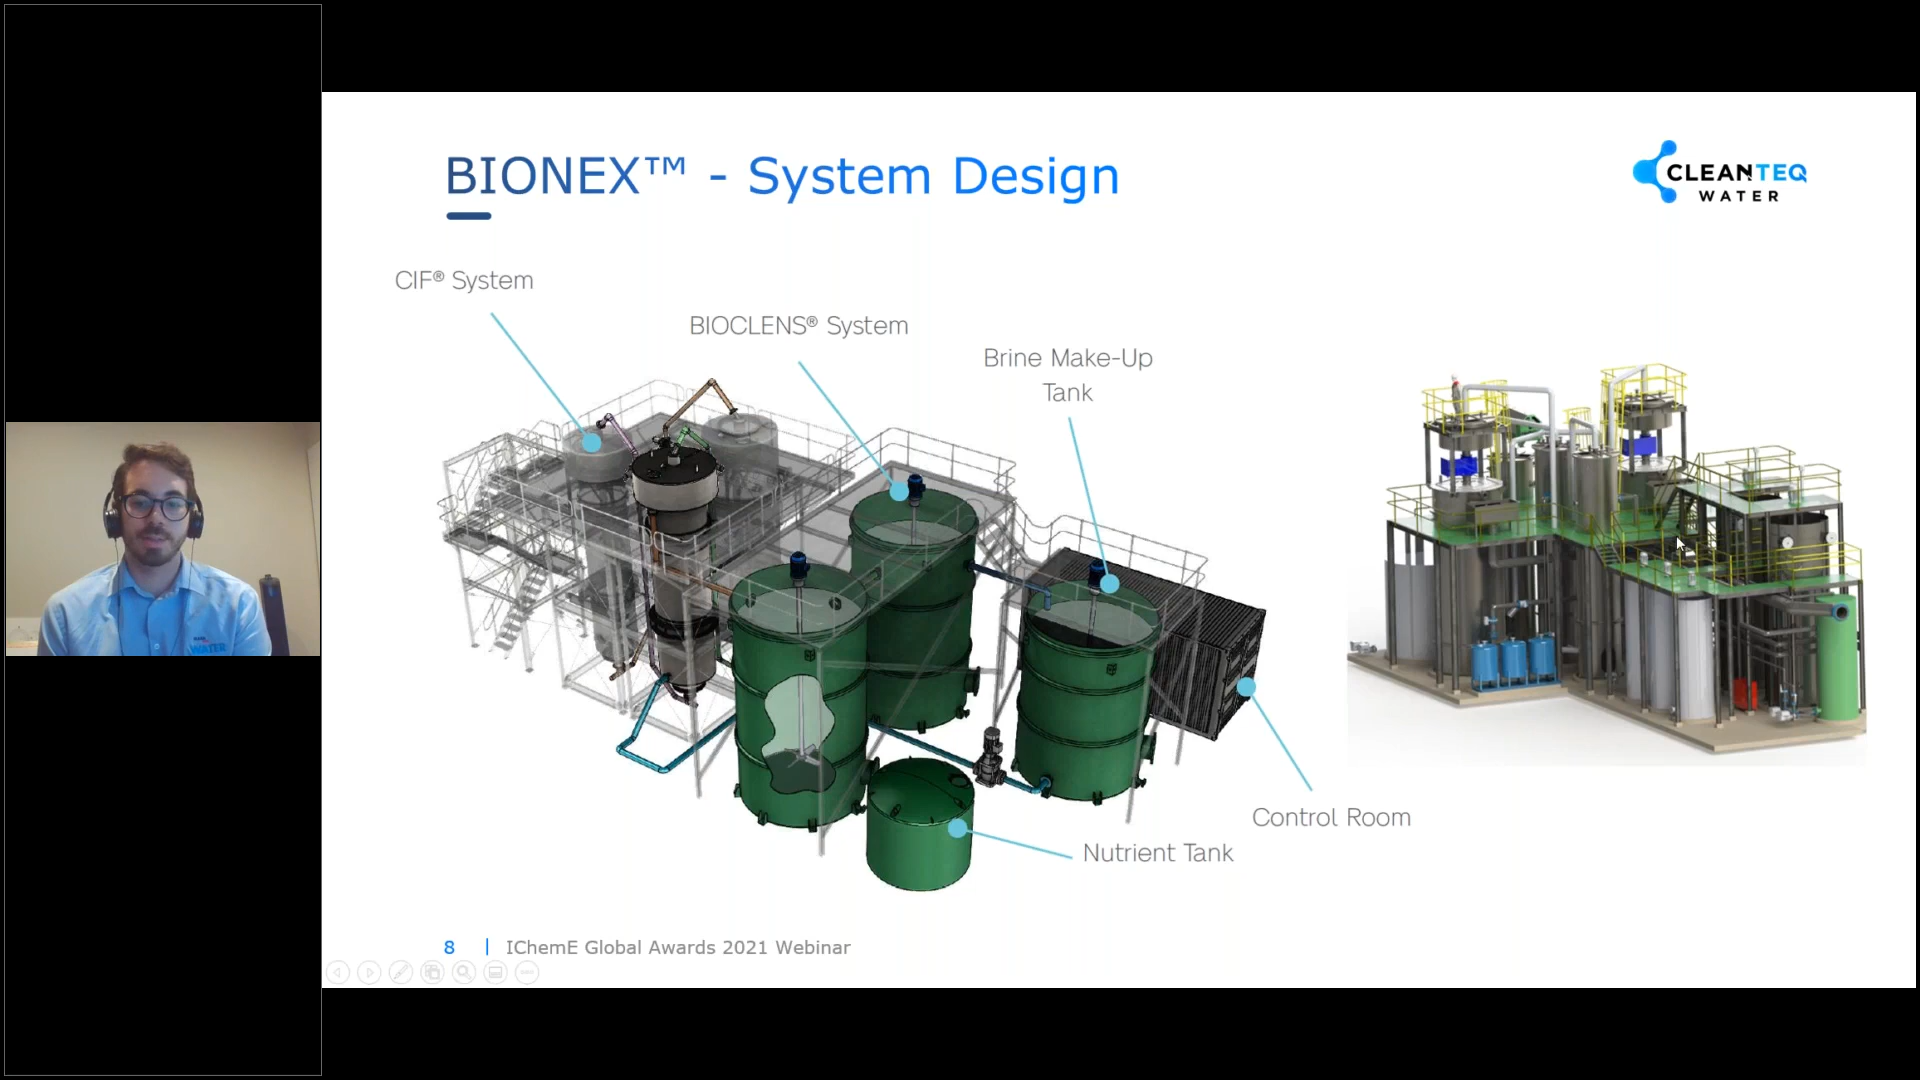 BIONEX™ - System Design
CLEANTEQ
WATER
CIF® System
BIOCLENS® System
Brine Make-Up
Tank
Control Room
Nutrient Tank
8 | IChemE Global Awards 2021 Webinar
WATER